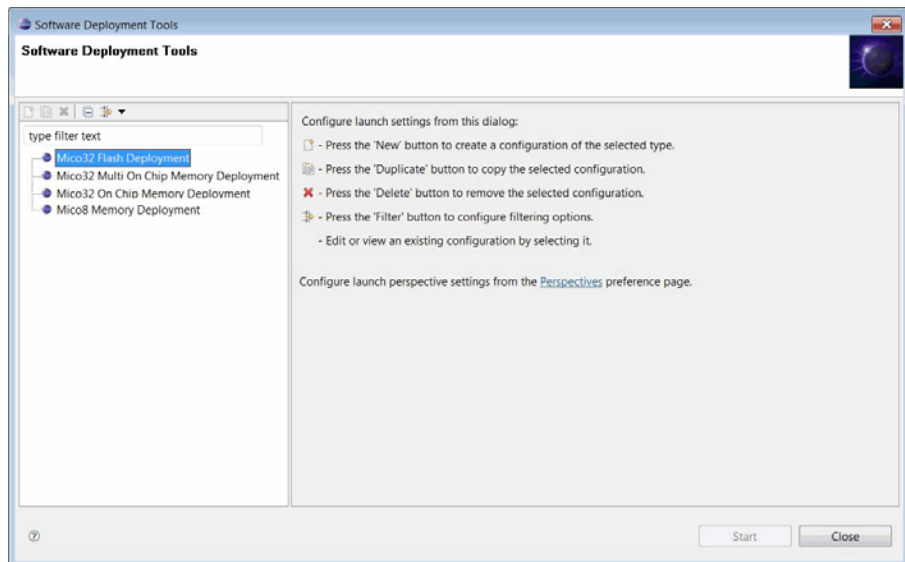 Software Deployment Tools
Software Deployment Tools
type filter text
Mico32 Flash Deployment
Mico32 Multi On Chip Memory Deployment
Mico32 On Chip Memory Deployment
Mico8 Memory Deployment
Configure launch settings from this dialog:
- Press the 'New' button to create a configuration of the selected type.
- Press the 'Duplicate' button to copy the selected configuration.
- Press the 'Delete' button to remove the selected configuration.
- Press the 'Filter' button to configure filtering options.
- Edit or view an existing configuration by selecting it.
Configure launch perspective settings from the Perspectives preference page.
Start
Close